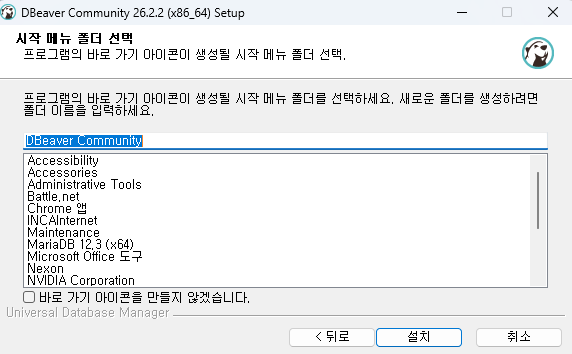 DBeaver Community 26.2.2 (x86_64) Setup
시작 메뉴 폴더 선택
프로그램의 바로 가기 아이콘이 생성될 시작 메뉴 폴더 선택.
프로그램의 바로 가기 아이콘이 생성될 시작 메뉴 폴더를 선택하세요. 새로운 폴더를 생성하려면
폴더 이름을 입력하세요.
DBeaver Community
Accessibility
Accessories
Administrative Tools
Battle.net
Chrome 앱
INCAInternet
Maintenance
MariaDB 12.3 (x64)
Microsoft Office 도구
Nexon
NVIDIA Corporation
바로 가기 아이콘을 만들지 않겠습니다.
Universal Database Manager
< 뒤로
설치
취소